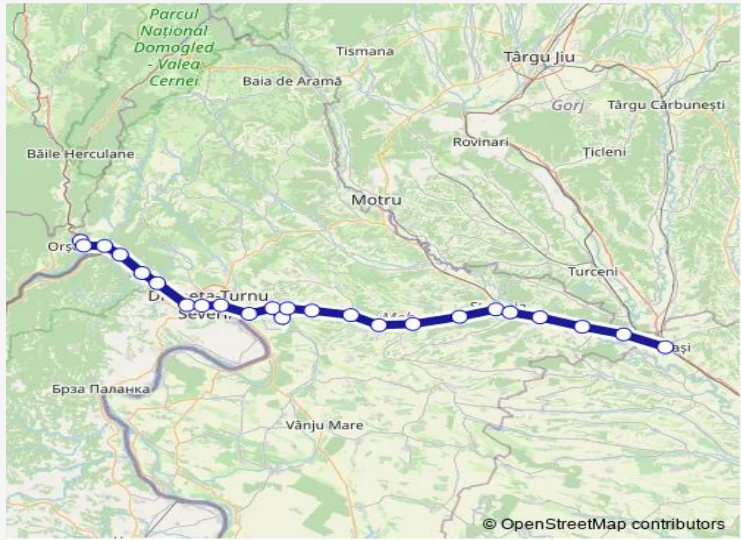 Parcul
Național
Domogled
- Valea
Cernei
Tismana
Târgu Jiu
Baia de Aramă
Gorj
Târgu Cărbunești
Rovinari
Țicleni
Băile Herculane
Motru
Turceni
Vânju Mare
Брза Паланка
© OpenStreetMap contributors